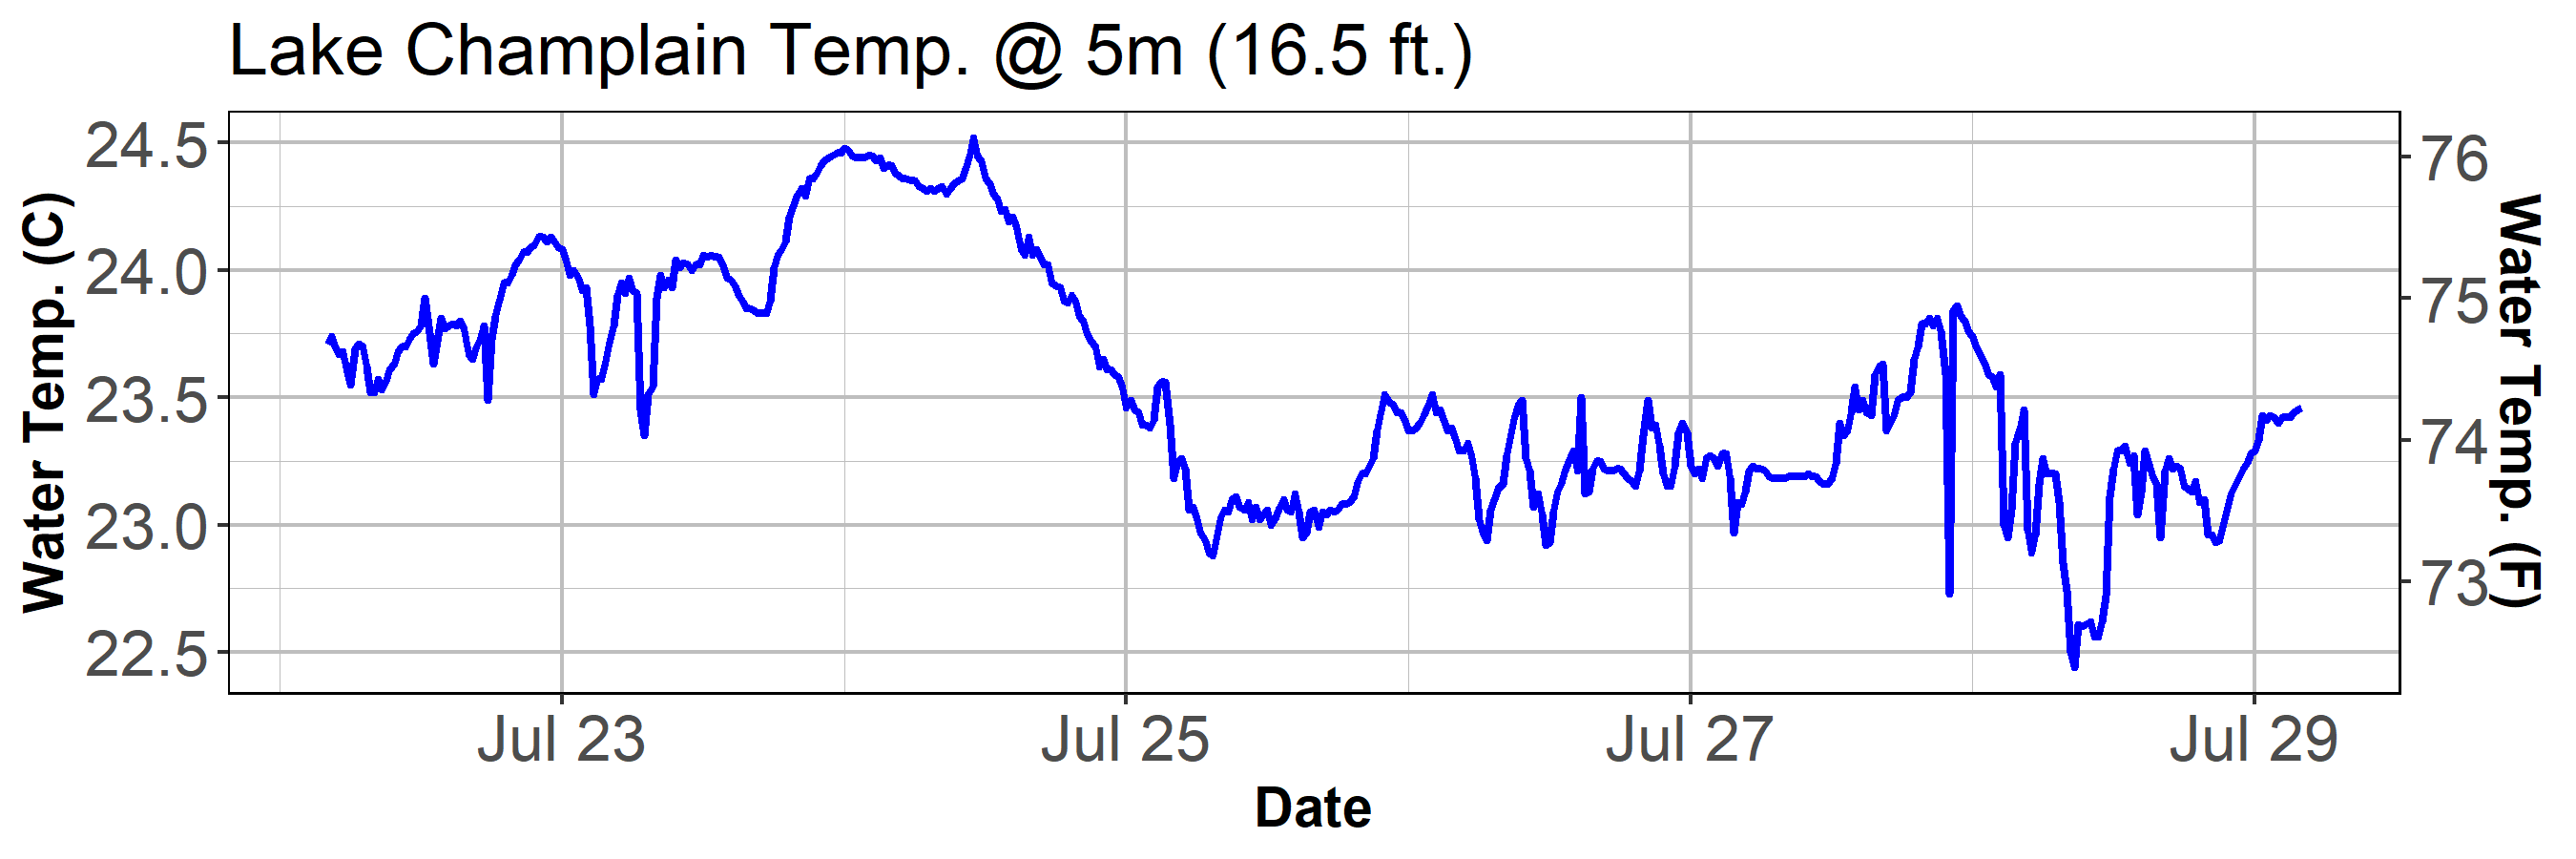 Lake Champlain Temp. @ 5m (16.5 ft.)
Water Temp. (C)
24.5
24.0
23.5
23.0
22.5
76
75
74
73
Water Temp. (F)
Jul 23 Jul 25 Jul 27 Jul 29
Date